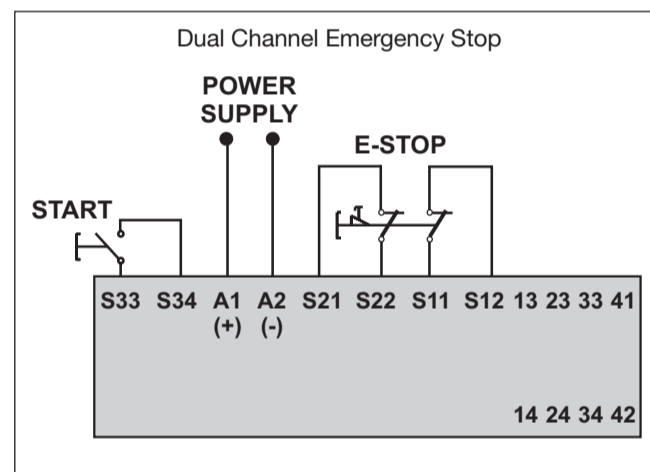 Dual Channel Emergency Stop
POWER
SUPPLY
E-STOP
START
S33 S34 A1 A2 S21 S22 S11 S12 13 23 33 41
(+) (-)
14 24 34 42